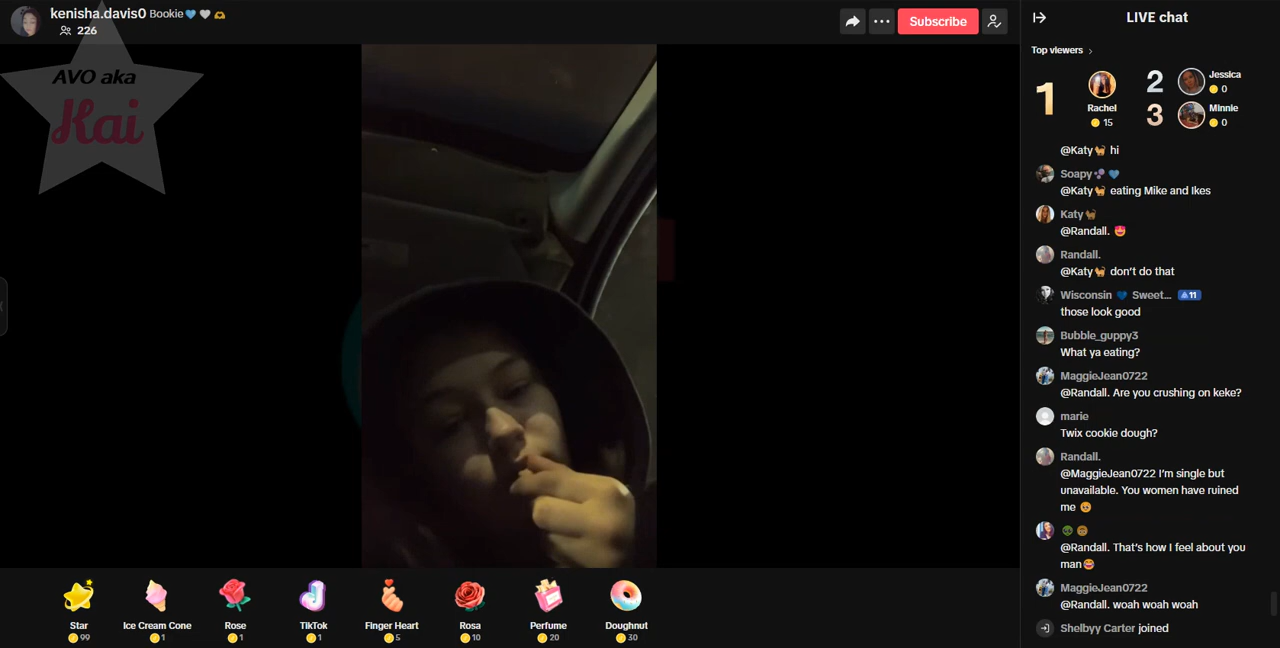 kenisha.davis0 Bookie💙🤍🫶
226
Subscribe
AVO aka
Kai
LIVE chat
Top viewers
1
Rachel
15
2
Jessica
0
3
Minnie
0
@Katy🐈 hi
Soapy🫧 💙
@Katy🐈 eating Mike and Ikes
Katy🐈
@Randall. 😍
Randall.
@Katy🐈 don't do that
Wisconsin 💙 Sweet... 11
those look good
Bubble_guppy3
What ya eating?
MaggieJean0722
@Randall. Are you crushing on keke?
marie
Twix cookie dough?
Randall.
@MaggieJean0722 I'm single but
unavailable. You women have ruined
me 🥺
@Randall. That's how I feel about you
man😆
MaggieJean0722
@Randall. woah woah woah
Shelbyy Carter joined
Star
99
Ice Cream Cone
1
Rose
1
TikTok
1
Finger Heart
5
Rosa
10
Perfume
20
Doughnut
30